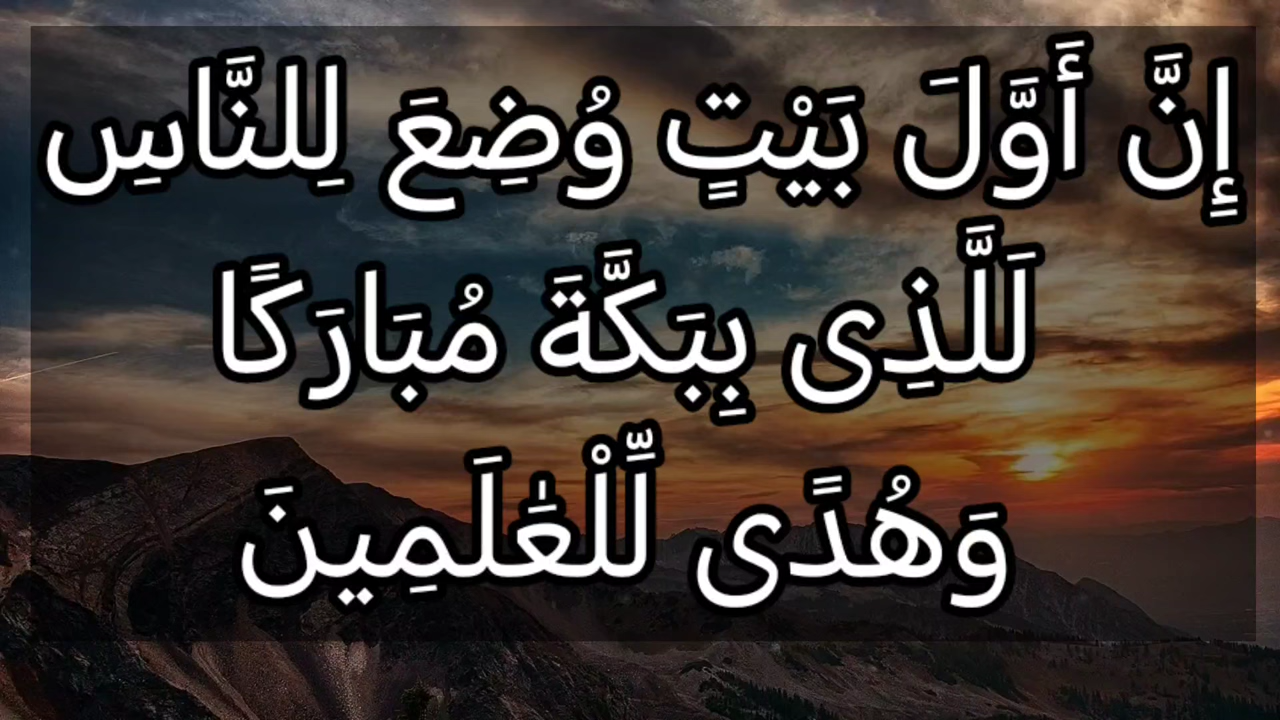 إِنَّ أَوَّلَ بَيْتٍ وُضِعَ لِلنَّاسِ
لَلَّذِى بِبَكَّةَ مُبَارَكًا
وَهُدًى لِّلْعَٰلَمِينَ